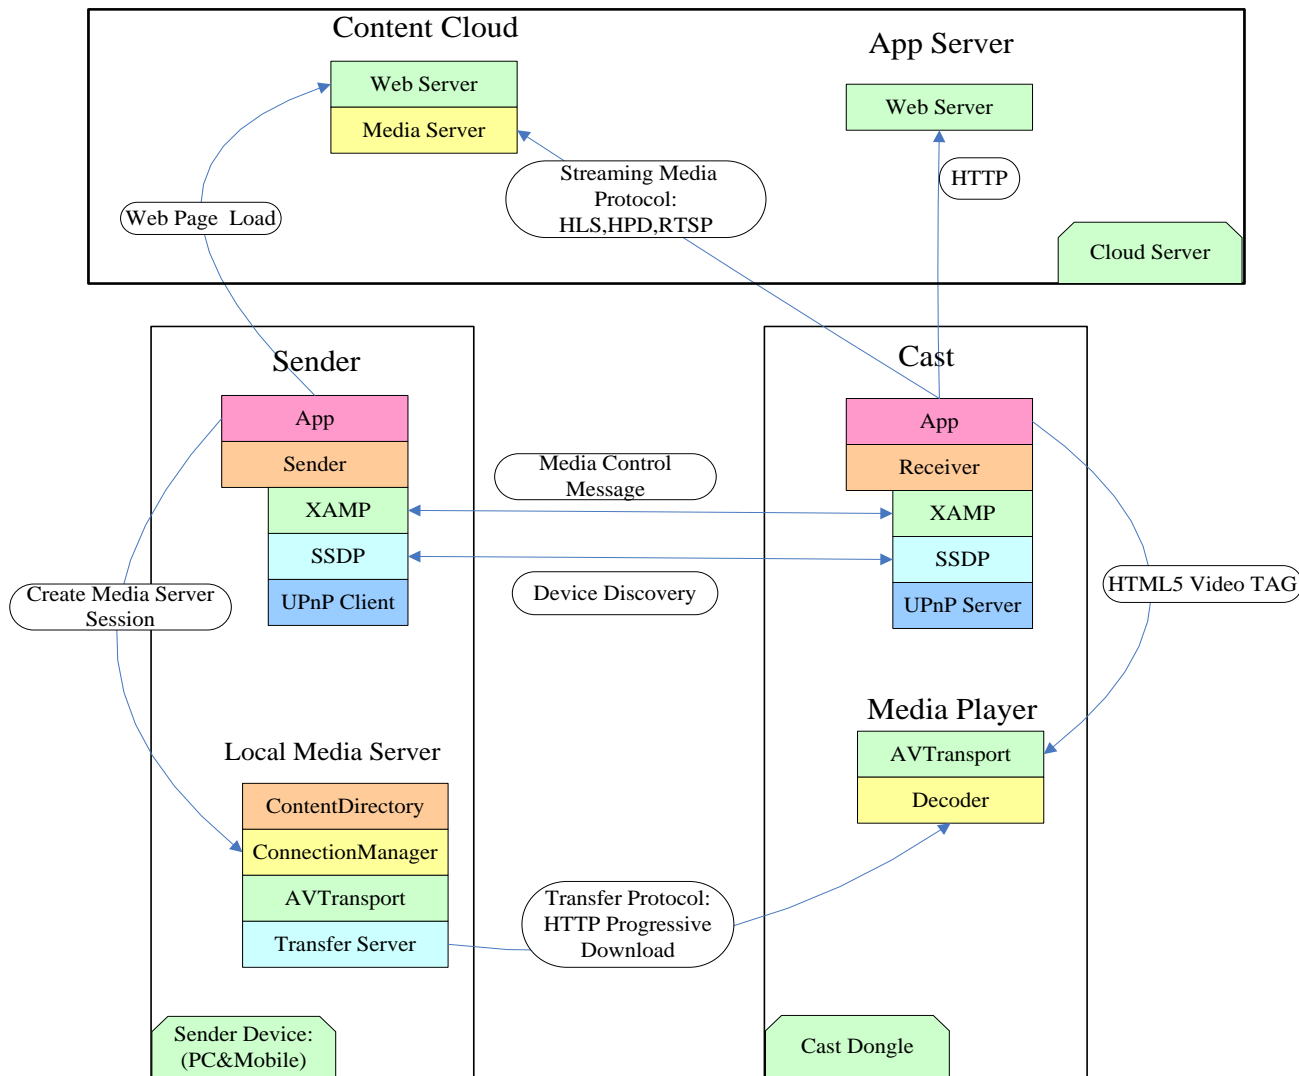 Content Cloud
App Server
Web Server
Media Server
Web Server
Streaming Media
Protocol:
HLS,HPD,RTSP
HTTP
Web Page  Load
Cloud Server
Sender
Cast
App
Sender
XAMP
SSDP
UPnP Client
Media Control
Message
Device Discovery
App
Receiver
XAMP
SSDP
UPnP Server
Create Media Server
Session
HTML5 Video TAG
Local Media Server
ContentDirectory
ConnectionManager
AVTransport
Transfer Server
Media Player
AVTransport
Decoder
Transfer Protocol:
HTTP Progressive
Download
Sender Device:
(PC&Mobile)
Cast Dongle